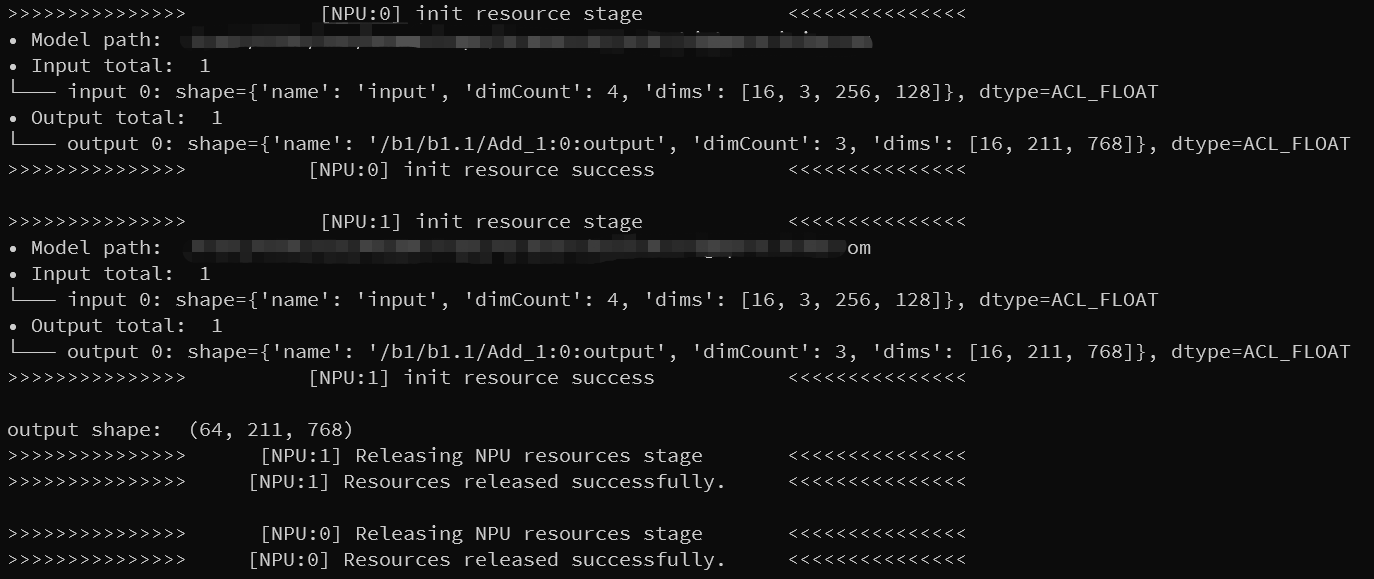 >>>>>>>>>>>>>>> [NPU:0] init resource stage <<<<<<<<<<<<<<<
• Model path:
• Input total: 1
└─── input 0: shape={'name': 'input', 'dimCount': 4, 'dims': [16, 3, 256, 128]}, dtype=ACL_FLOAT
• Output total: 1
└─── output 0: shape={'name': '/b1/b1.1/Add_1:0:output', 'dimCount': 3, 'dims': [16, 211, 768]}, dtype=ACL_FLOAT
>>>>>>>>>>>>>>> [NPU:0] init resource success <<<<<<<<<<<<<<<
>>>>>>>>>>>>>>> [NPU:1] init resource stage <<<<<<<<<<<<<<<
• Model path: om
• Input total: 1
└─── input 0: shape={'name': 'input', 'dimCount': 4, 'dims': [16, 3, 256, 128]}, dtype=ACL_FLOAT
• Output total: 1
└─── output 0: shape={'name': '/b1/b1.1/Add_1:0:output', 'dimCount': 3, 'dims': [16, 211, 768]}, dtype=ACL_FLOAT
>>>>>>>>>>>>>>> [NPU:1] init resource success <<<<<<<<<<<<<<<
output shape: (64, 211, 768)
>>>>>>>>>>>>>>> [NPU:1] Releasing NPU resources stage <<<<<<<<<<<<<<<
>>>>>>>>>>>>>>> [NPU:1] Resources released successfully. <<<<<<<<<<<<<<<
>>>>>>>>>>>>>>> [NPU:0] Releasing NPU resources stage <<<<<<<<<<<<<<<
>>>>>>>>>>>>>>> [NPU:0] Resources released successfully. <<<<<<<<<<<<<<<